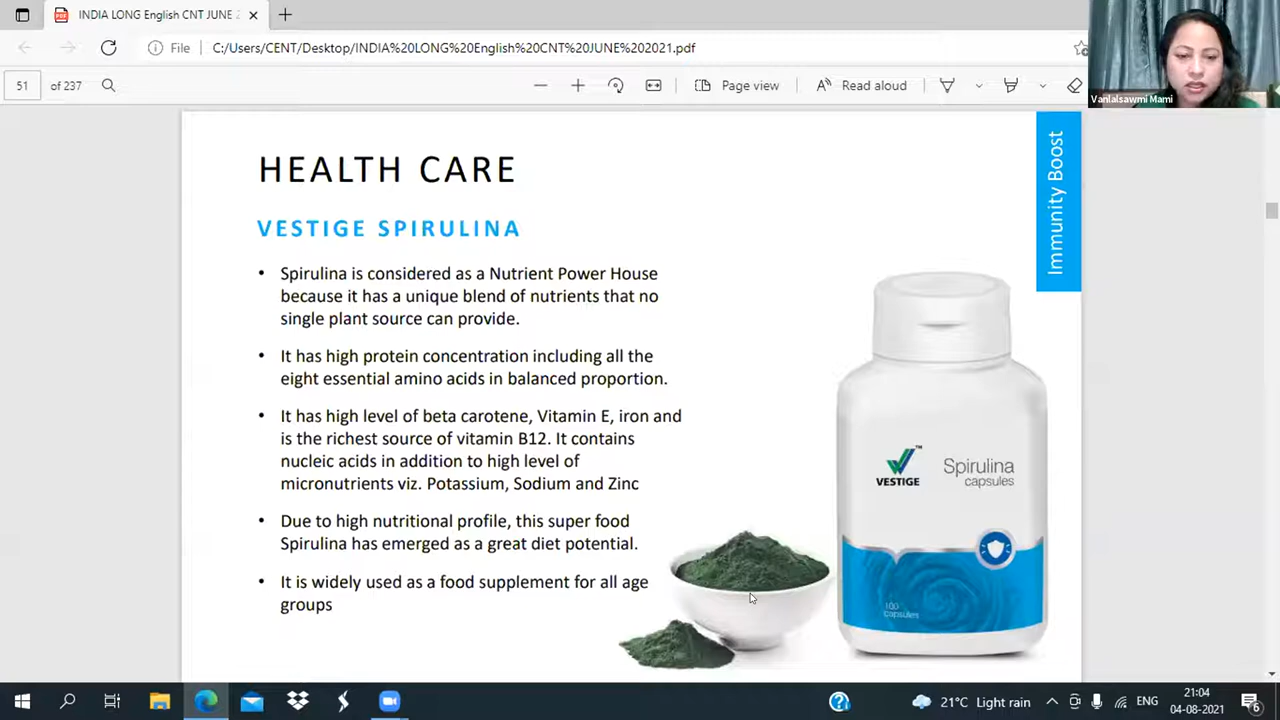 INDIA LONG English CNT JUNE 2
File
C:/Users/CENT/Desktop/INDIA%20LONG%20English%20CNT%20JUNE%202021.pdf
51 of 237
Page view
Read aloud
Vanlalsawmi Mami
HEALTH CARE
Immunity Boost
VESTIGE SPIRULINA
• Spirulina is considered as a Nutrient Power House
because it has a unique blend of nutrients that no
single plant source can provide.
• It has high protein concentration including all the
eight essential amino acids in balanced proportion.
• It has high level of beta carotene, Vitamin E, iron and
is the richest source of vitamin B12. It contains
nucleic acids in addition to high level of
micronutrients viz. Potassium, Sodium and Zinc
• Due to high nutritional profile, this super food
Spirulina has emerged as a great diet potential.
• It is widely used as a food supplement for all age
groups
VESTIGE™
Spirulina
capsules
100
capsules
21°C Light rain
ENG
21:04
04-08-2021
6